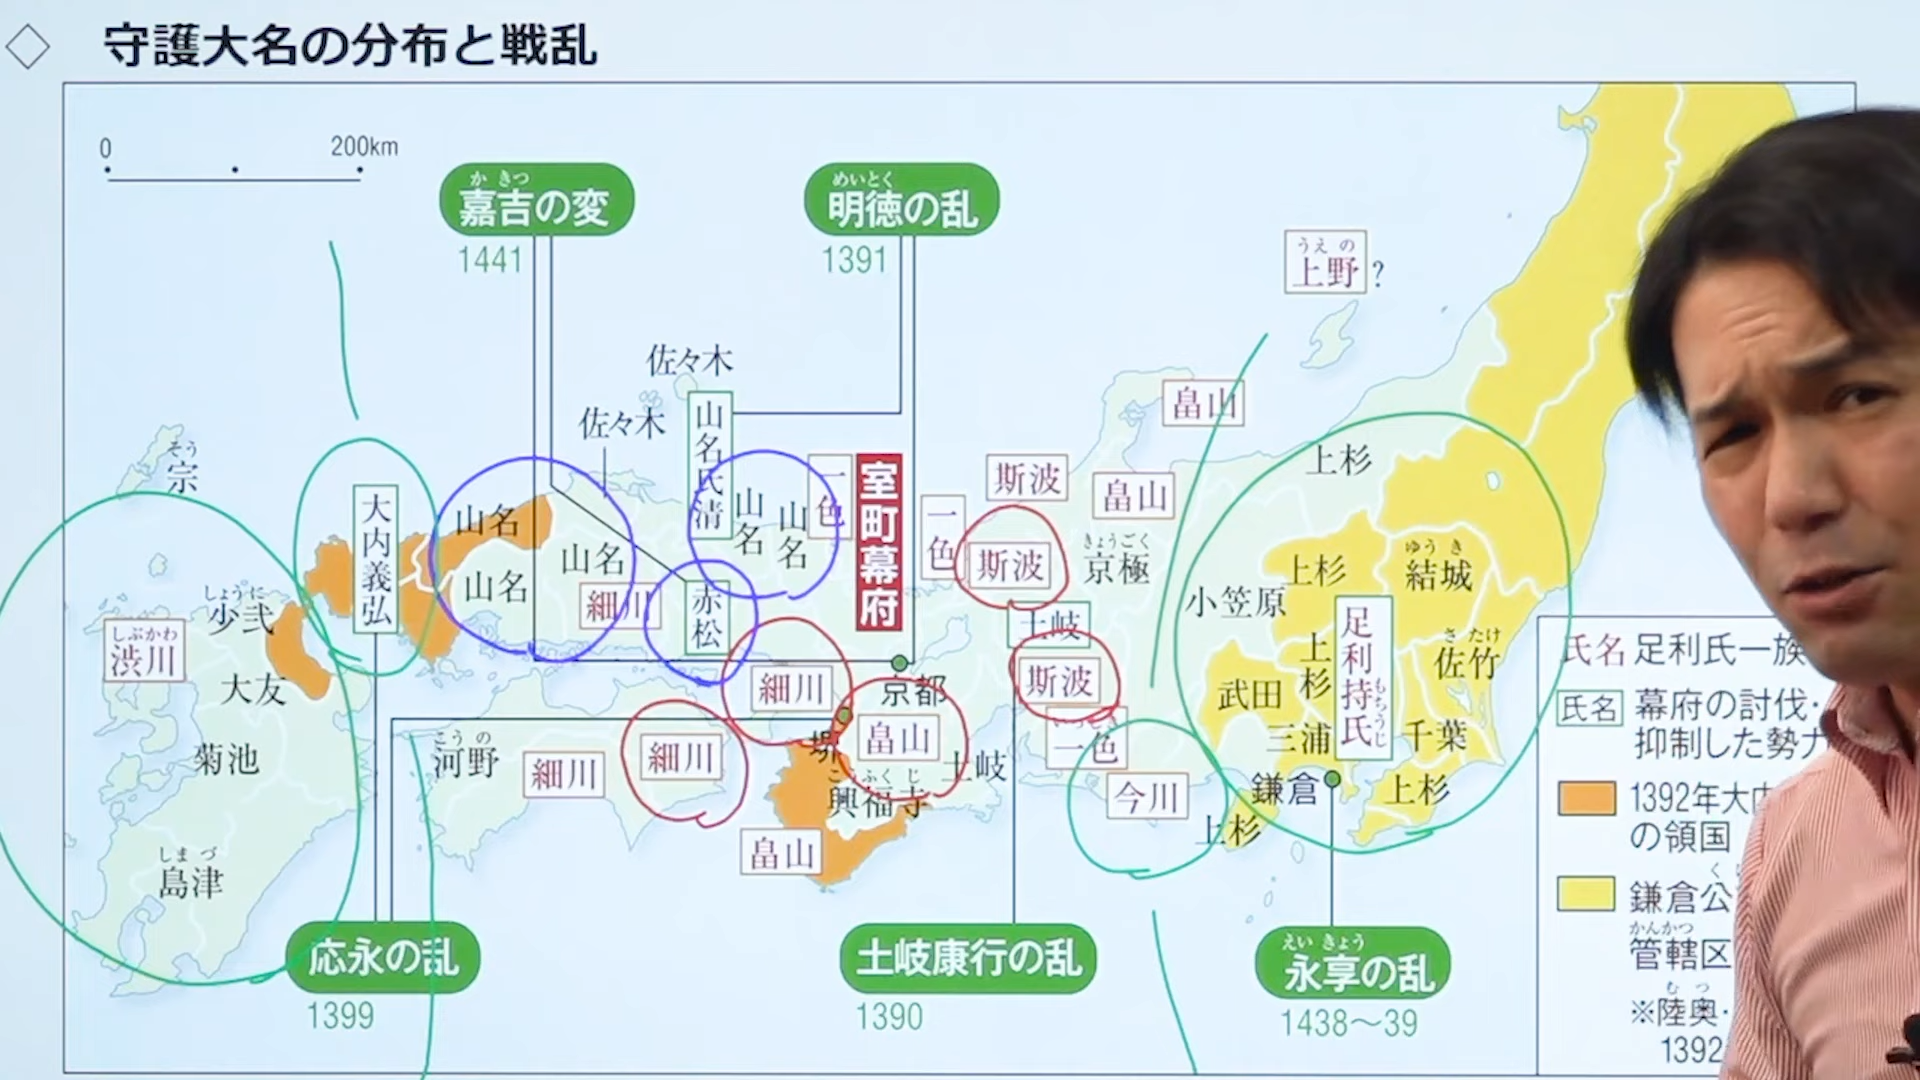 守護大名の分布と戦乱
0 200km
かきつ
嘉吉の変
1441
めいとく
明徳の乱
1391
うえの
上野?
佐々木
佐々木
山名氏清
畠山
上杉
そう
宗
大内義弘
山名
山名
山名
細川
山名
山名
一色
室町幕府
一色
斯波
斯波
畠山
きょうごく
京極
赤松
土岐
斯波
小笠原
上杉
ゆうき
結城
しょうに
少弐
しぶかわ
渋川
大友
菊池
しまづ
島津
こうの
河野
細川
細川
細川
京都
堺
畠山
こうふくじ
興福寺
畠山
土岐
いっしき
一色
今川
武田
上杉
足利持氏
もちうじ
さたけ
佐竹
三浦
千葉
鎌倉
上杉
上杉
応永の乱
1399
土岐康行の乱
1390
えいきょう
永享の乱
1438〜39
氏名 足利氏一族
氏名 幕府の討伐・
抑制した勢
1392年大
の領国
鎌倉公
かんかつ
管轄区
むつ
※陸奥・
1392